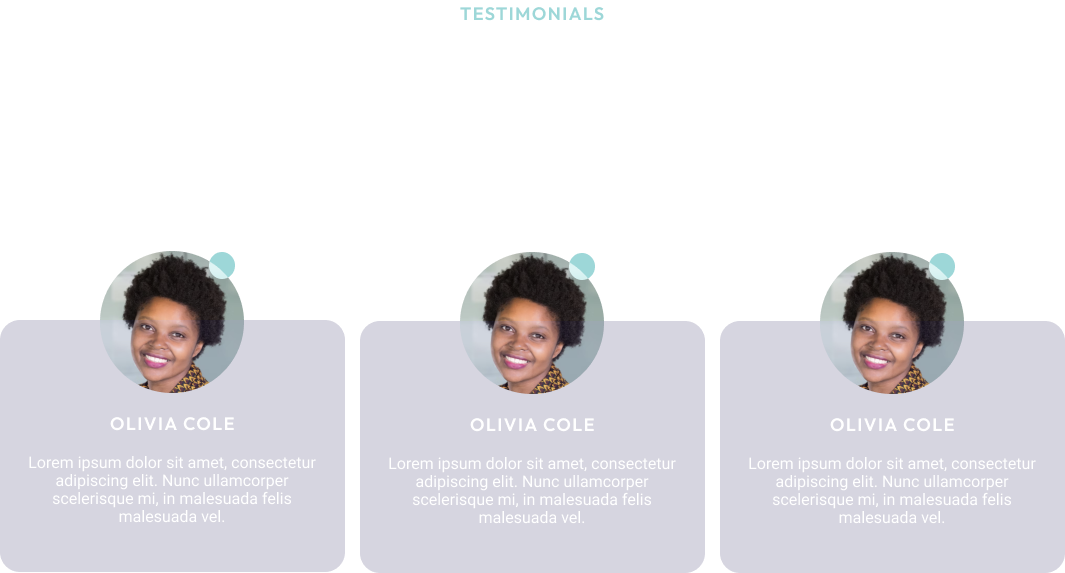 TESTIMONIALS
OLIVIA COLE
Lorem ipsum dolor sit amet, consectetur
adipiscing elit. Nunc ullamcorper
scelerisque mi, in malesuada felis
malesuada vel.
OLIVIA COLE
Lorem ipsum dolor sit amet, consectetur
adipiscing elit. Nunc ullamcorper
scelerisque mi, in malesuada felis
malesuada vel.
OLIVIA COLE
Lorem ipsum dolor sit amet, consectetur
adipiscing elit. Nunc ullamcorper
scelerisque mi, in malesuada felis
malesuada vel.